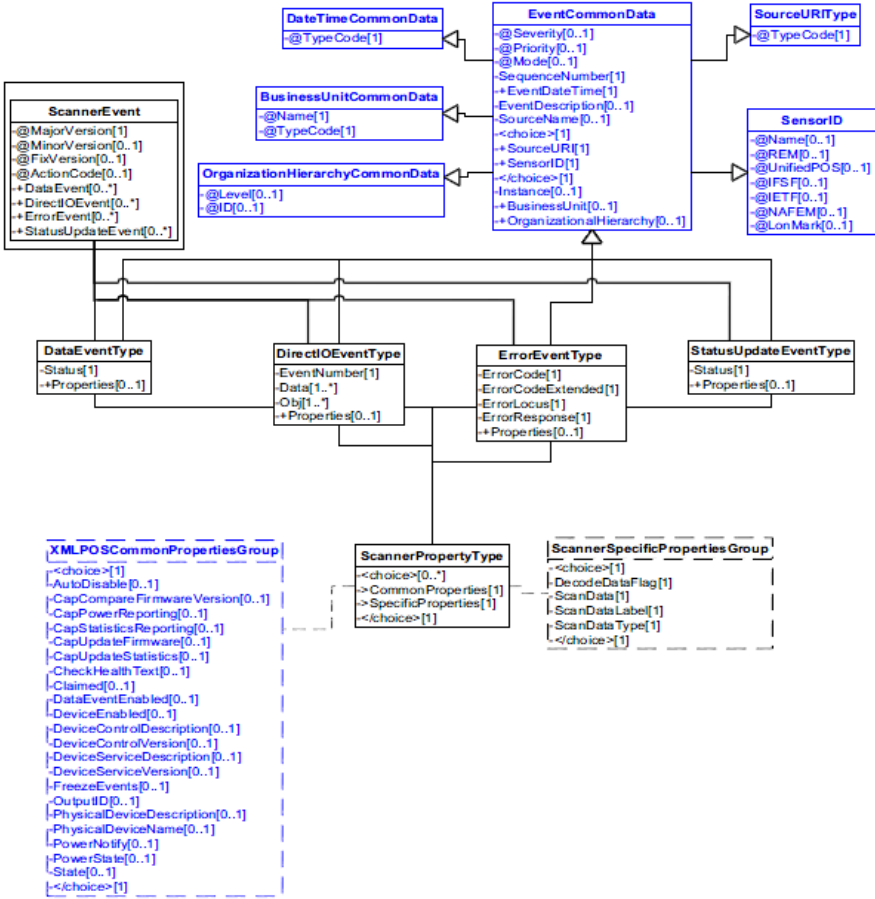 DateTimeCommonData
-@TypeCode[1]
EventCommonData
-@Severity[0..1]
-@Priority[0..1]
-@Mode[0..1]
-SequenceNumber[1]
-+EventDateTime[1]
-EventDescription[0..1]
-SourceName[0..1]
-<choice>[1]
-+SourceURI[1]
-+SensorID[1]
-</choice>[1]
-Instance[0..1]
-+BusinessUnit[0..1]
-+OrganizationalHierarchy[0..1]
SourceURIType
-@TypeCode[1]
ScannerEvent
-@MajorVersion[1]
-@MinorVersion[0..1]
-@FixVersion[0..1]
-@ActionCode[0..1]
-+DataEvent[0..*]
-+DirectIOEvent[0..*]
-+ErrorEvent[0..*]
-+StatusUpdateEvent[0..*]
BusinessUnitCommonData
-@Name[1]
-@TypeCode[1]
OrganizationHierarchyCommonData
-@Level[0..1]
-@ID[0..1]
SensorID
-@Name[0..1]
-@REM[0..1]
-@UnifiedPOS[0..1]
-@IFSF[0..1]
-@IETF[0..1]
-@NAFEM[0..1]
-@LonMark[0..1]
DataEventType
-Status[1]
-+Properties[0..1]
DirectIOEventType
-EventNumber[1]
-Data[1..*]
-Obj[1..*]
-+Properties[0..1]
ErrorEventType
-ErrorCode[1]
-ErrorCodeExtended[1]
-ErrorLocus[1]
-ErrorResponse[1]
-+Properties[0..1]
StatusUpdateEventType
-Status[1]
-+Properties[0..1]
XMLPOSCommonPropertiesGroup
-<choice>[1]
-AutoDisable[0..1]
-CapCompareFirmwareVersion[0..1]
-CapPowerReporting[0..1]
-CapStatisticsReporting[0..1]
-CapUpdateFirmware[0..1]
-CapUpdateStatistics[0..1]
-CheckHealthText[0..1]
-Claimed[0..1]
-DataEventEnabled[0..1]
-DeviceEnabled[0..1]
-DeviceControlDescription[0..1]
-DeviceControlVersion[0..1]
-DeviceServiceDescription[0..1]
-DeviceServiceVersion[0..1]
-FreezeEvents[0..1]
-OutputID[0..1]
-PhysicalDeviceDescription[0..1]
-PhysicalDeviceName[0..1]
-PowerNotify[0..1]
-PowerState[0..1]
-State[0..1]
-</choice>[1]
ScannerPropertyType
-<choice>[0..*]
->CommonProperties[1]
->SpecificProperties[1]
-</choice>[1]
ScannerSpecificPropertiesGroup
-<choice>[1]
-DecodeDataFlag[1]
-ScanData[1]
-ScanDataLabel[1]
-ScanDataType[1]
-</choice>[1]